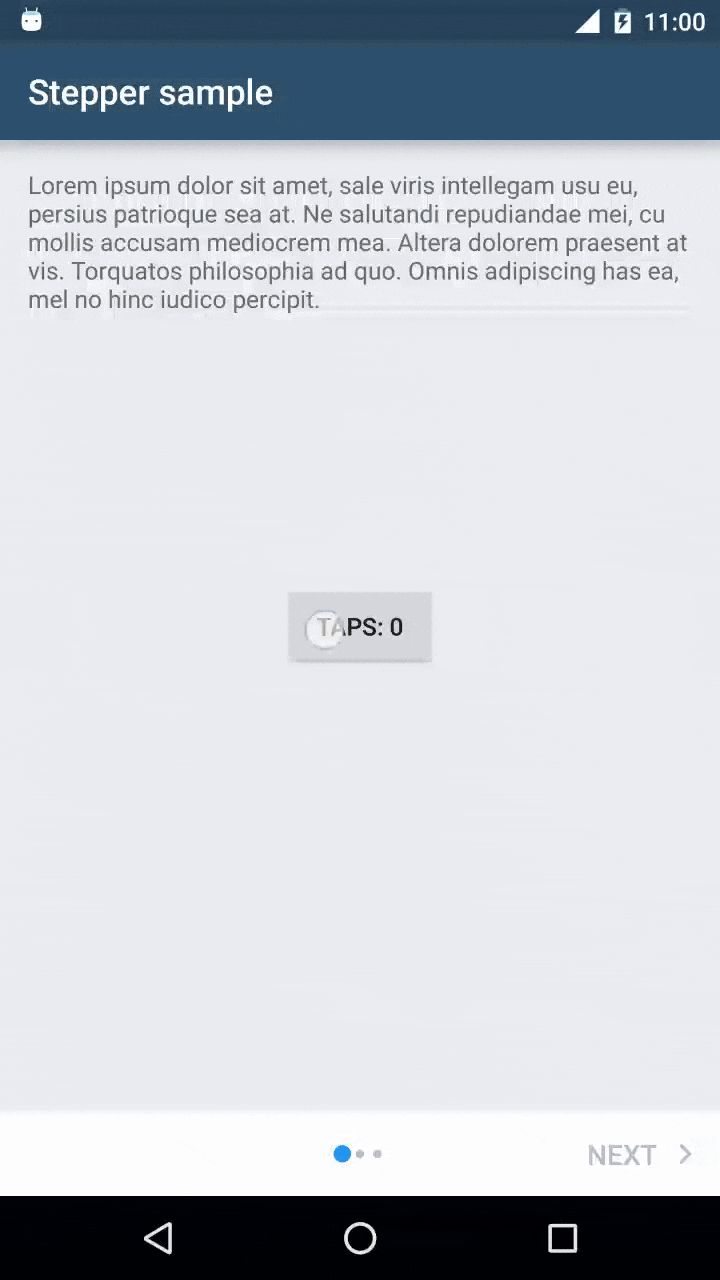 11:00
Stepper sample
Lorem ipsum dolor sit amet, sale viris intellegam usu eu,
persius patrioque sea at. Ne salutandi repudiandae mei, cu
mollis accusam mediocrem mea. Altera dolorem praesent at
vis. Torquatos philosophia ad quo. Omnis adipiscing has ea,
mel no hinc iudico percipit.
TAPS: 0
NEXT